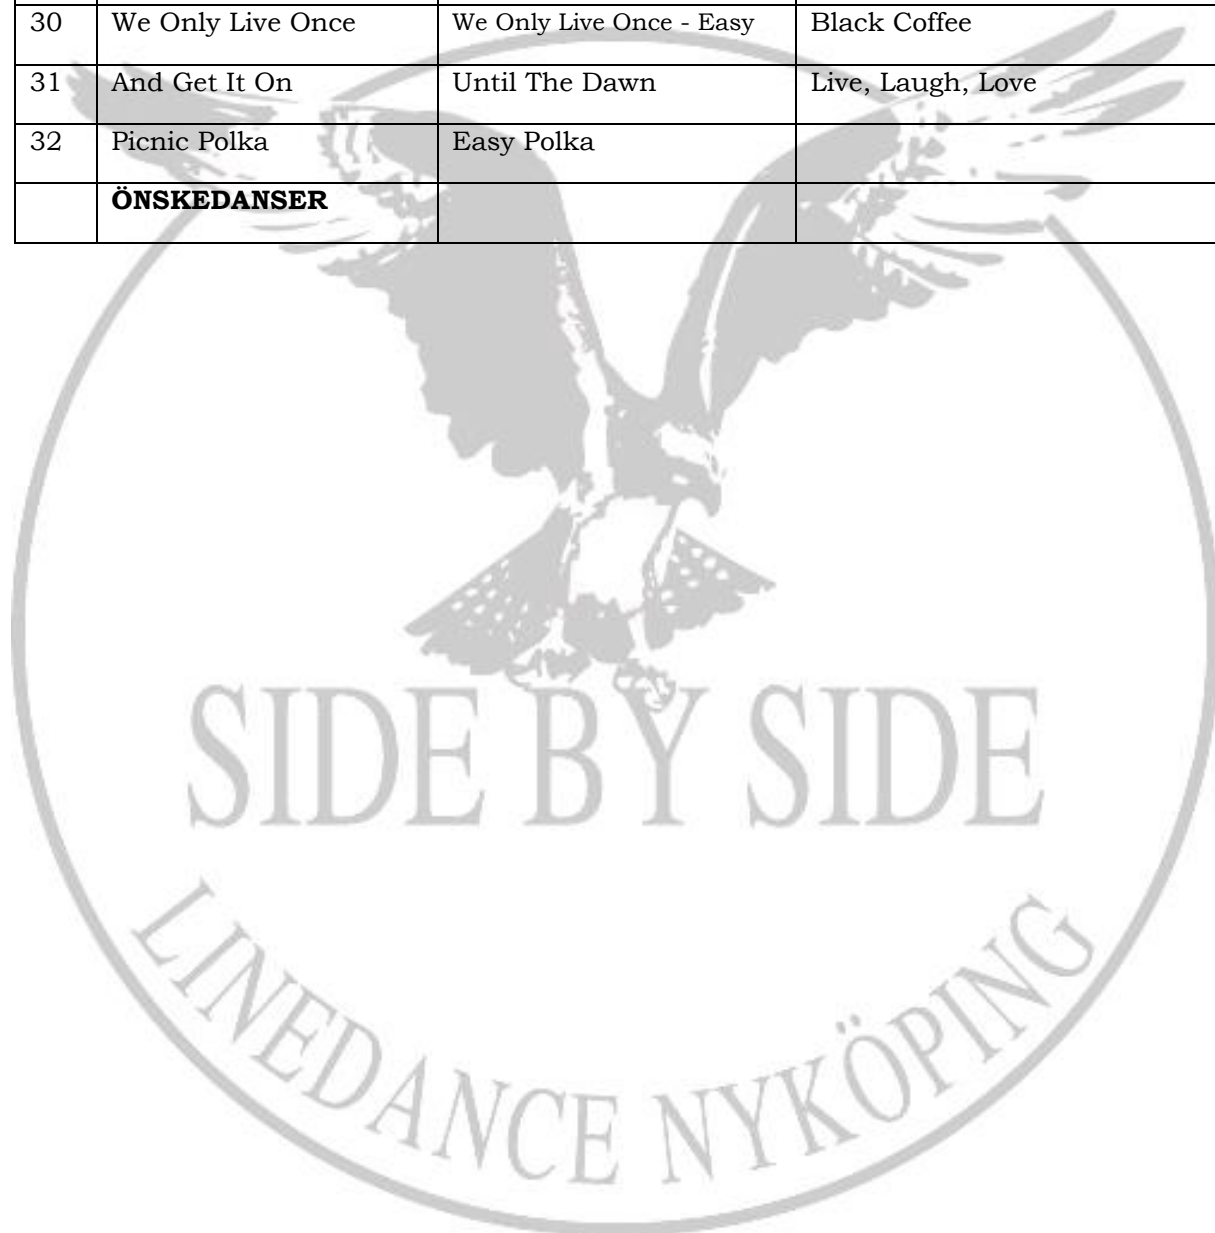 30 We Only Live Once We Only Live Once - Easy Black Coffee
31 And Get It On Until The Dawn Live, Laugh, Love
32 Picnic Polka Easy Polka
ÖNSKEDANSER
SIDE BY SIDE
LINEDANCE NYKÖPING